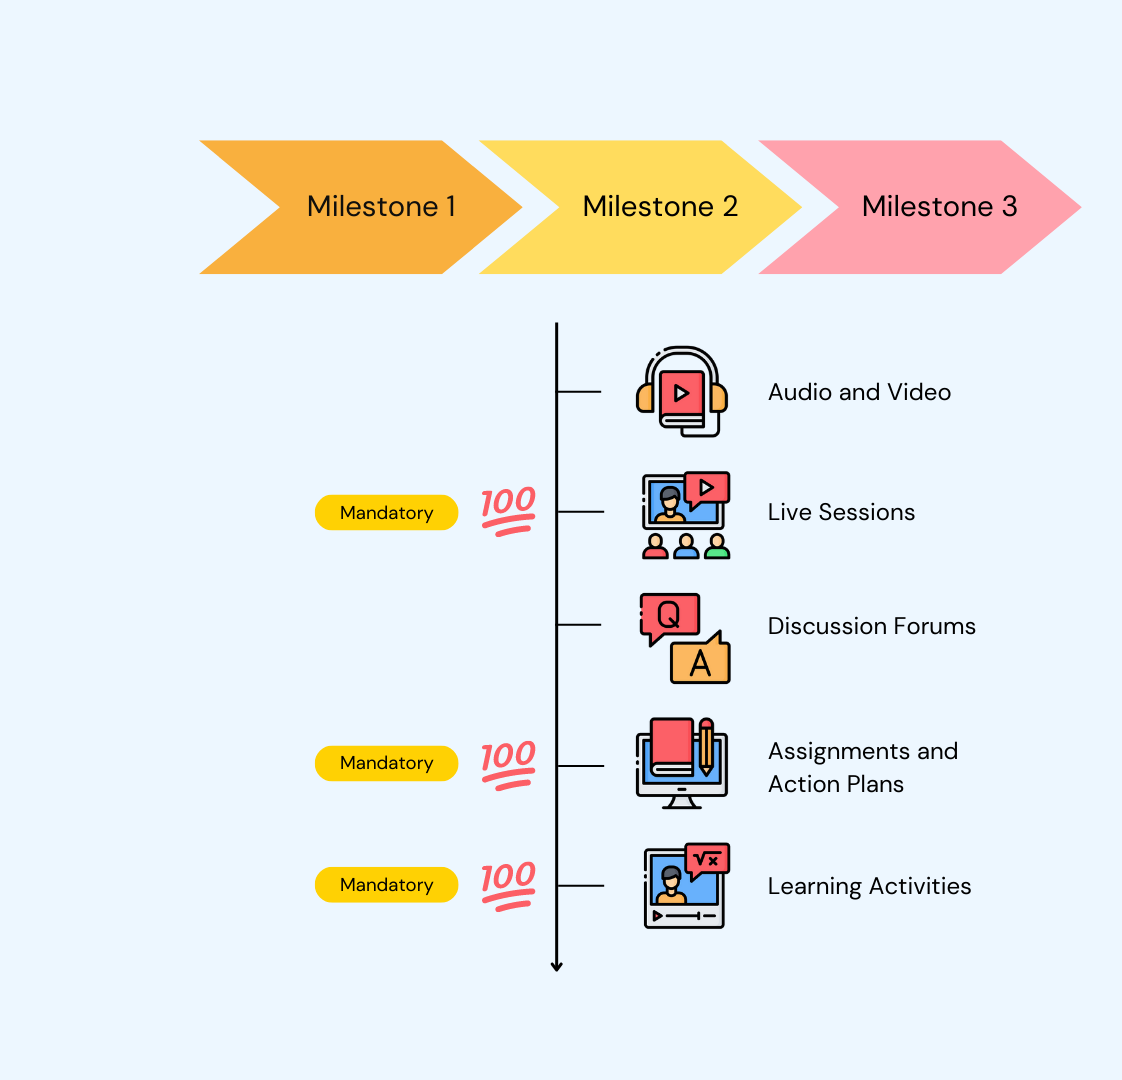 Milestone 1
Milestone 2
Milestone 3
Audio and Video
Mandatory
100
Live Sessions
Q
A
Discussion Forums
Mandatory
100
Assignments and
Action Plans
Mandatory
100
√x
Learning Activities